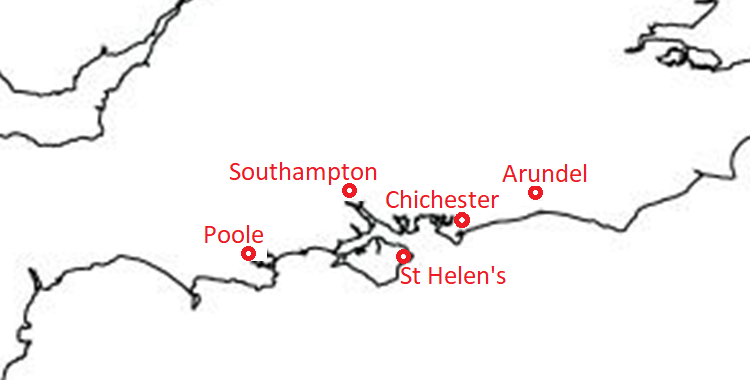 Southampton
Arundel
Chichester
Poole
St Helen's